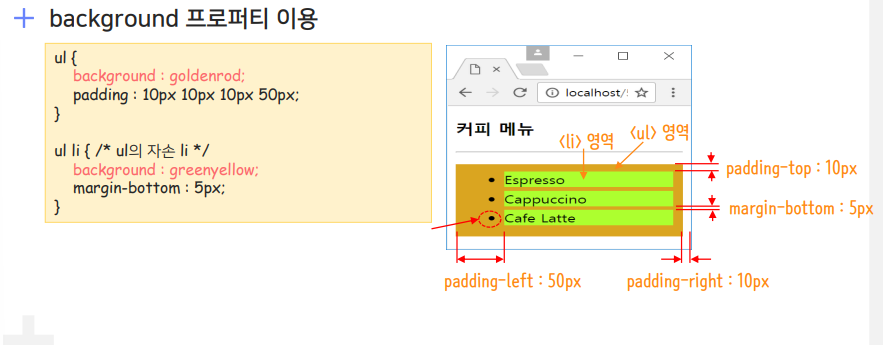 background 프로퍼티 이용
ul {
background : goldenrod;
padding : 10px 10px 10px 50px;
}
ul li { /* ul의 자손 li */
background : greenyellow;
margin-bottom : 5px;
}
localhost/
커피 메뉴
<li> 영역
<ul> 영역
Espresso
Cappuccino
Cafe Latte
padding-top : 10px
margin-bottom : 5px
padding-left : 50px
padding-right : 10px